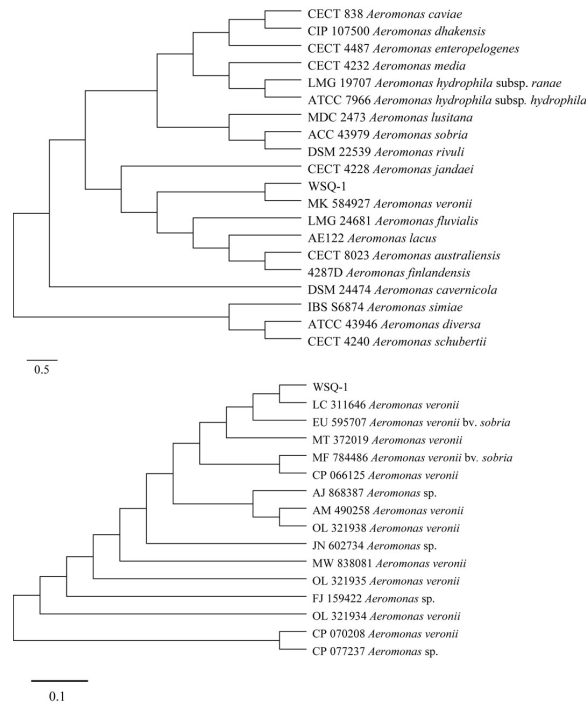 CECT 838 Aeromonas caviae
CIP 107500 Aeromonas dhakensis
CECT 4487 Aeromonas enteropelogenes
CECT 4232 Aeromonas media
LMG 19707 Aeromonas hydrophila subsp. ranae
ATCC 7966 Aeromonas hydrophila subsp. hydrophila
MDC 2473 Aeromonas lusitana
ACC 43979 Aeromonas sobria
DSM 22539 Aeromonas rivuli
CECT 4228 Aeromonas jandaei
WSQ-1
MK 584927 Aeromonas veronii
LMG 24681 Aeromonas fluvialis
AE122 Aeromonas lacus
CECT 8023 Aeromonas australiensis
4287D Aeromonas finlandensis
DSM 24474 Aeromonas cavernicola
IBS S6874 Aeromonas simiae
ATCC 43946 Aeromonas diversa
CECT 4240 Aeromonas schubertii
0.5
WSQ-1
LC 311646 Aeromonas veronii
EU 595707 Aeromonas veronii bv. sobria
MT 372019 Aeromonas veronii
MF 784486 Aeromonas veronii bv. sobria
CP 066125 Aeromonas veronii
AJ 868387 Aeromonas sp.
AM 490258 Aeromonas veronii
OL 321938 Aeromonas veronii
JN 602734 Aeromonas sp.
MW 838081 Aeromonas veronii
OL 321935 Aeromonas veronii
FJ 159422 Aeromonas sp.
OL 321934 Aeromonas veronii
CP 070208 Aeromonas veronii
CP 077237 Aeromonas sp.
0.1